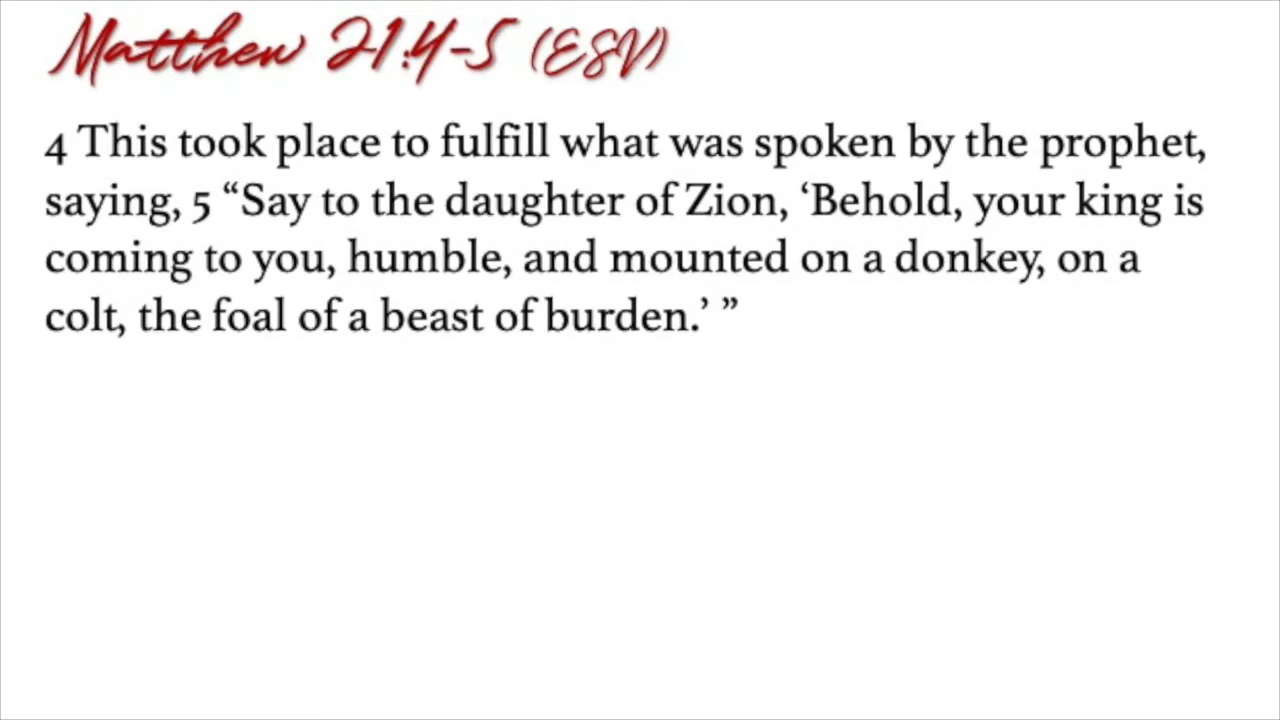 Matthew 21:4-5 (ESV)
4 This took place to fulfill what was spoken by the prophet,
saying, 5 “Say to the daughter of Zion, ‘Behold, your king is
coming to you, humble, and mounted on a donkey, on a
colt, the foal of a beast of burden.’ ”